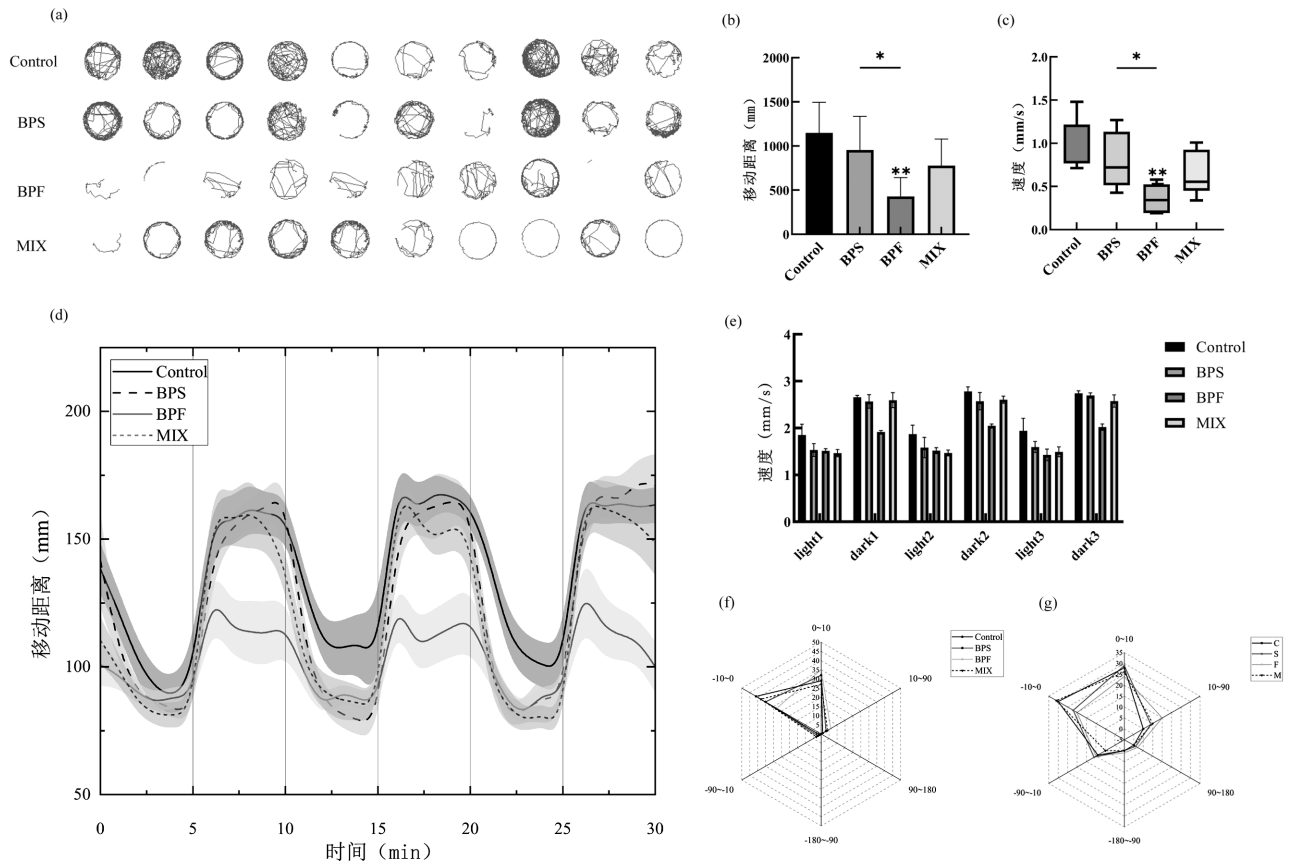 (a)
Control
BPS
BPF
MIX
(b)
移动距离（mm）
2000
1500
1000
500
0
*
**
Control
BPS
BPF
MIX
(c)
速度（mm/s）
2.0
1.5
1.0
0.5
0.0
*
**
Control
BPS
BPF
MIX
(d)
移动距离（mm）
200
150
100
50
Control
BPS
BPF
MIX
0
5
10
15
20
25
30
时间（min）
(e)
速度（mm/s）
4
3
2
1
0
light1
dark1
light2
dark2
light3
dark3
Control
BPS
BPF
MIX
(f)
0~10
10~90
90~180
-180~-90
-90~-10
-10~0
50
45
40
35
30
25
20
15
10
5
Control
BPS
BPF
MIX
(g)
0~10
10~90
90~180
-180~-90
-90~-10
-10~0
35
30
25
20
15
10
5
0
-5
C
S
F
M